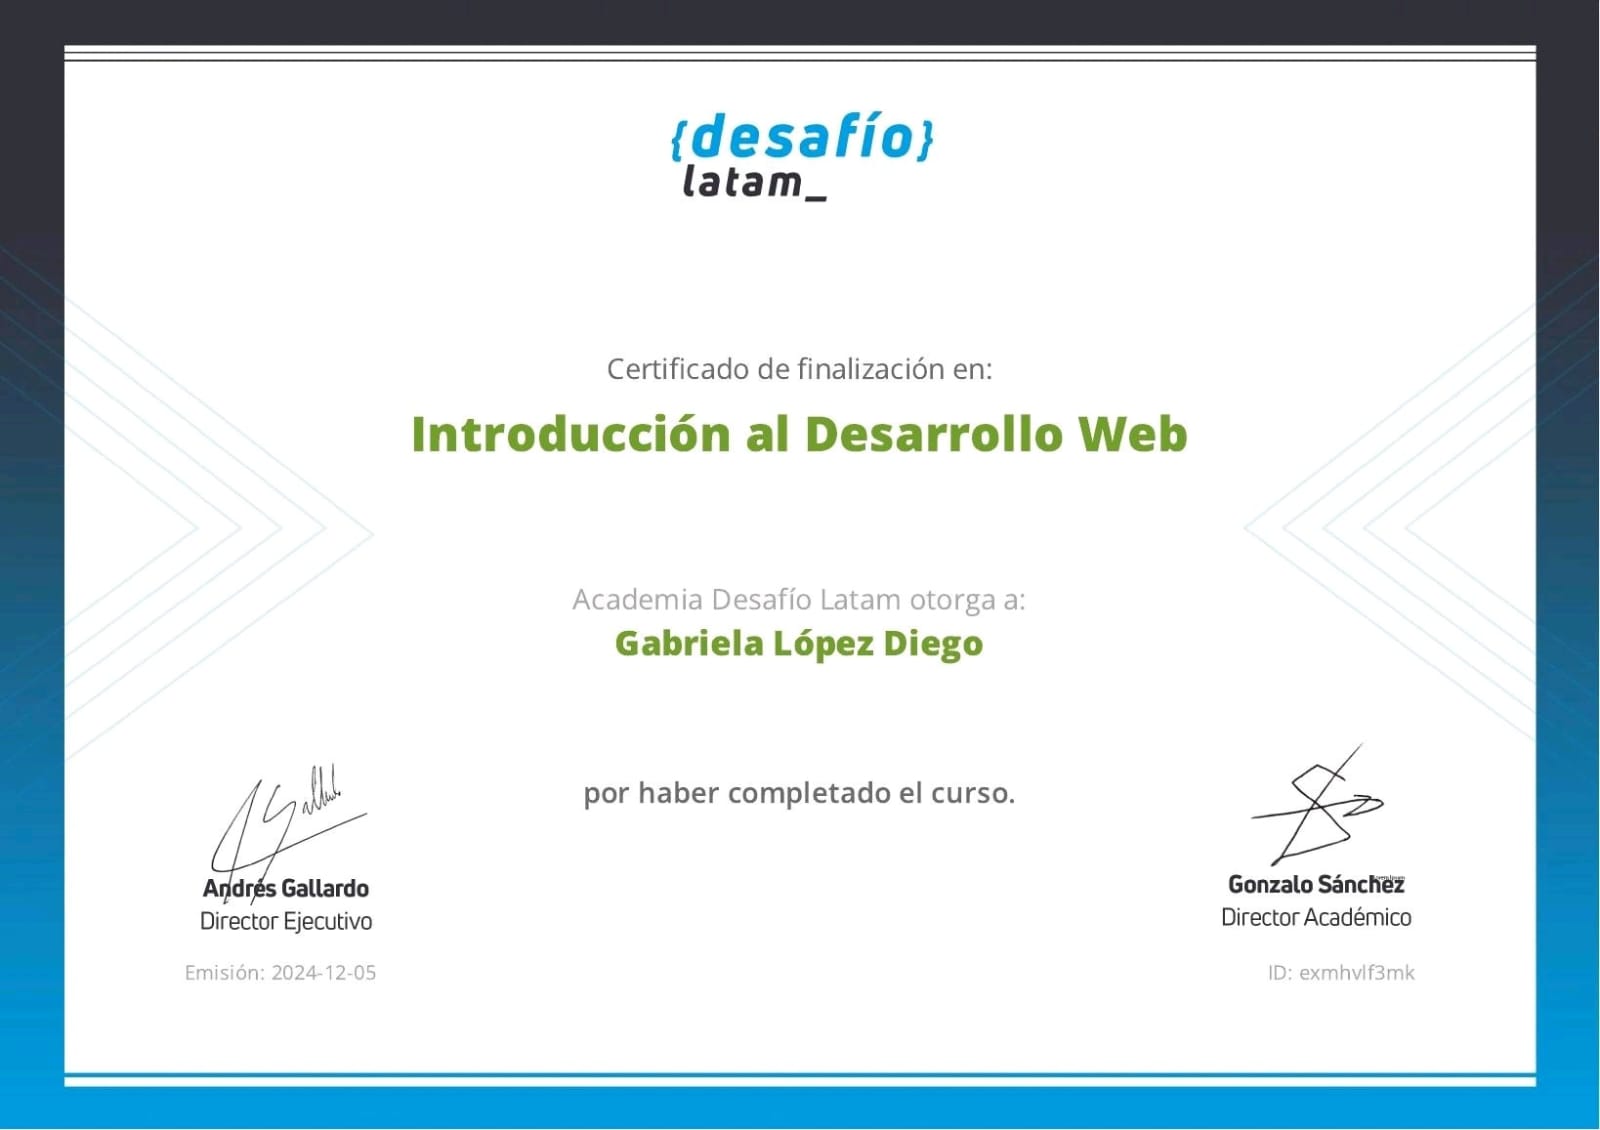 {desafío}
latam_
Certificado de finalización en:
Introducción al Desarrollo Web
Academia Desafío Latam otorga a:
Gabriela López Diego
por haber completado el curso.
Andrés Gallardo
Director Ejecutivo
Gonzalo Sánchez
Director Académico
Emisión: 2024-12-05
ID: exmhvlf3mk